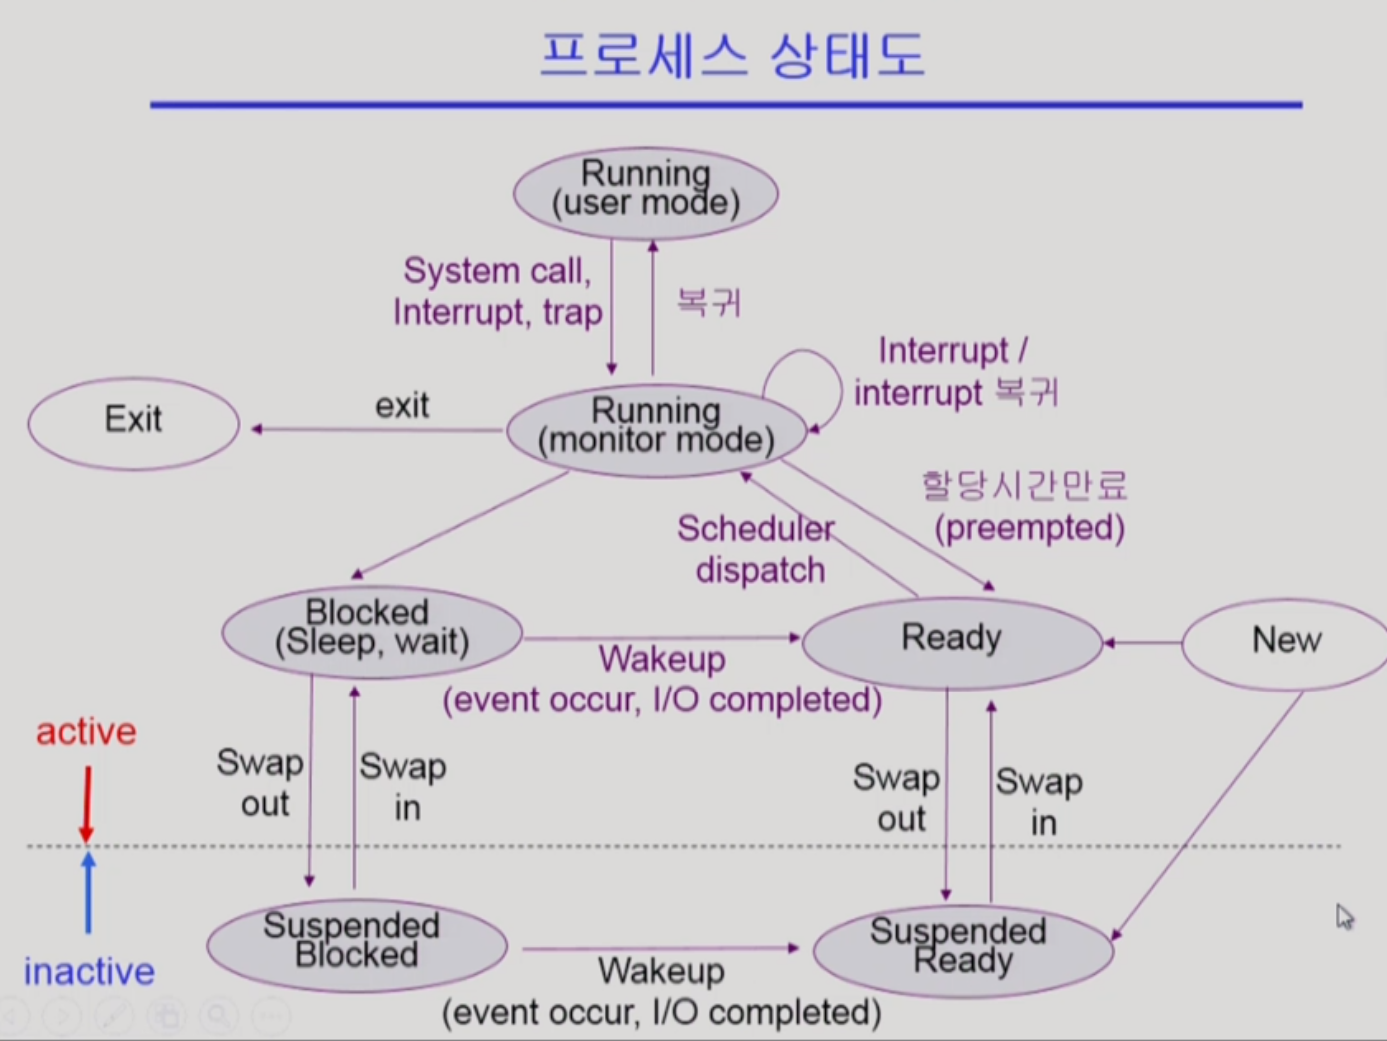 프로세스 상태도
Running
(user mode)
System call,
Interrupt, trap
복귀
Interrupt /
interrupt 복귀
Exit
exit
Running
(monitor mode)
할당시간만료
(preempted)
Scheduler
dispatch
Blocked
(Sleep, wait)
Wakeup
(event occur, I/O completed)
Ready
New
active
Swap
out
Swap
in
Swap
out
Swap
in
inactive
Suspended
Blocked
Wakeup
(event occur, I/O completed)
Suspended
Ready